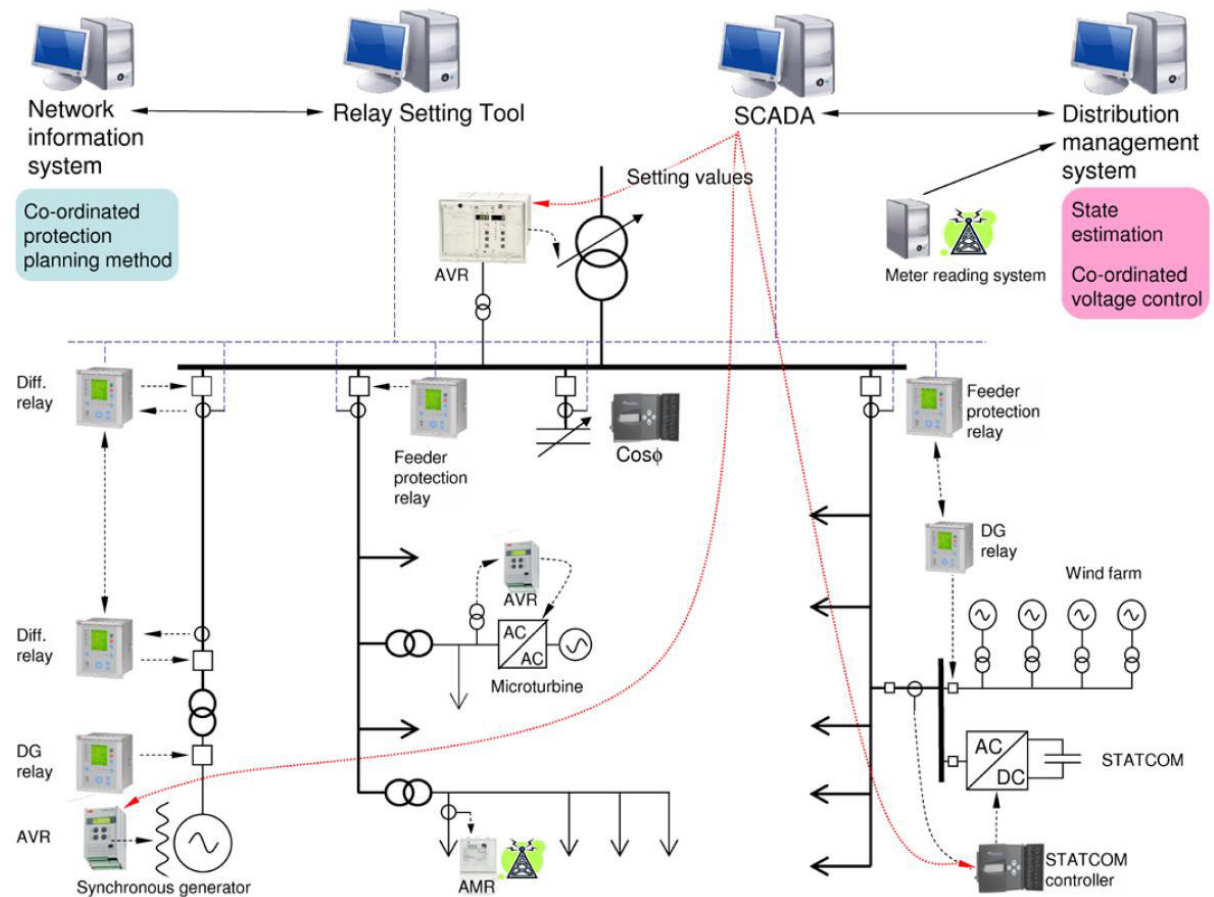 Network
information
system
Relay Setting Tool
SCADA
Distribution
management
system
Co-ordinated
protection
planning method
Setting values
AVR
Meter reading system
State
estimation
Co-ordinated
voltage control
Diff.
relay
Feeder
protection
relay
Cosϕ
Feeder
protection
relay
AVR
AC
AC
Microturbine
DG
relay
Wind farm
Diff.
relay
DG
relay
AC
DC
STATCOM
AVR
Synchronous generator
AMR
STATCOM
controller